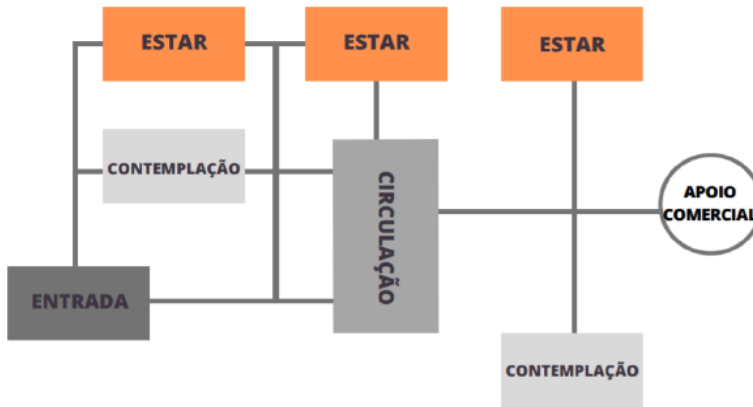 ESTAR
ESTAR
ESTAR
CONTEMPLAÇÃO
CIRCULAÇÃO
APOIO
COMERCIAL
ENTRADA
CONTEMPLAÇÃO